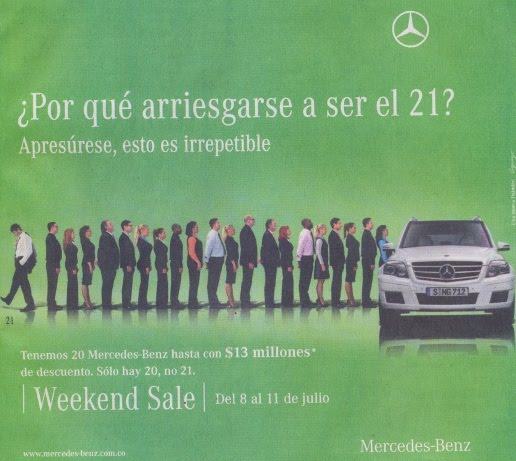 ¿Por qué arriesgarse a ser el 21?
Apresúrese, esto es irrepetible
21
S·NG 712
Tenemos 20 Mercedes-Benz hasta con $13 millones*
de descuento. Sólo hay 20, no 21.
Weekend Sale
Del 8 al 11 de julio
www.mercedes-benz.com.co
Mercedes-Benz